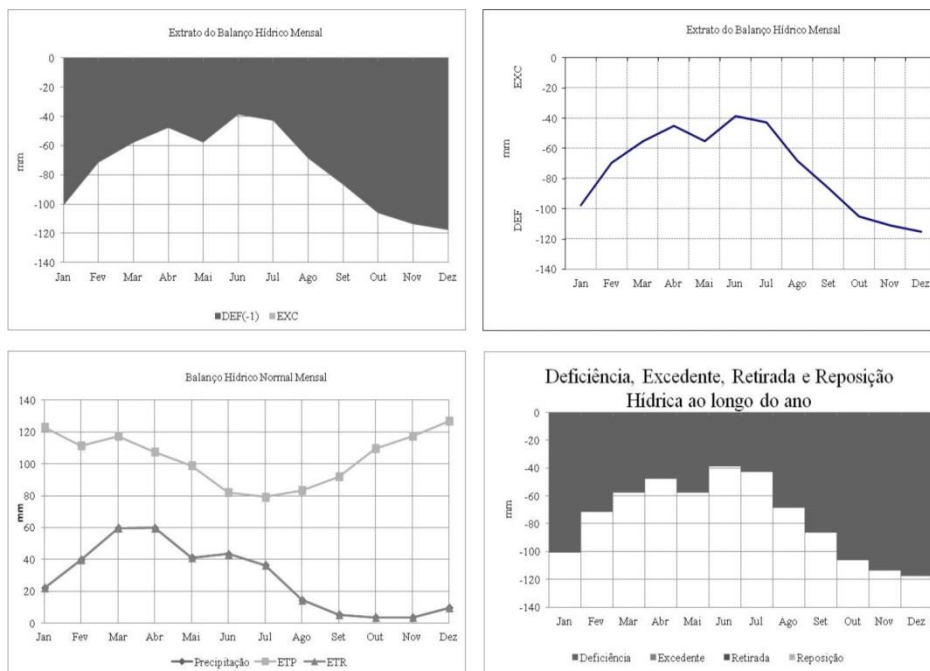 Extrato do Balanço Hídrico Mensal
0
-20
-40
-60
-80
-100
-120
-140
mm
Jan Fev Mar Abr Mai Jun Jul Ago Set Out Nov Dez
DEF(-1) EXC
Extrato do Balanço Hídrico Mensal
0
-20
-40
-60
-80
-100
-120
-140
EXC
mm
DEF
Jan Fev Mar Abr Mai Jun Jul Ago Set Out Nov Dez
Balanço Hídrico Normal Mensal
140
120
100
80
60
40
20
0
mm
Jan Fev Mar Abr Mai Jun Jul Ago Set Out Nov Dez
Precipitação ETP ETR
Deficiência, Excedente, Retirada e Reposição
Hídrica ao longo do ano
0
-20
-40
-60
-80
-100
-120
-140
mm
Jan Fev Mar Abr Mai Jun Jul Ago Set Out Nov Dez
Deficiência Excedente Retirada Reposição